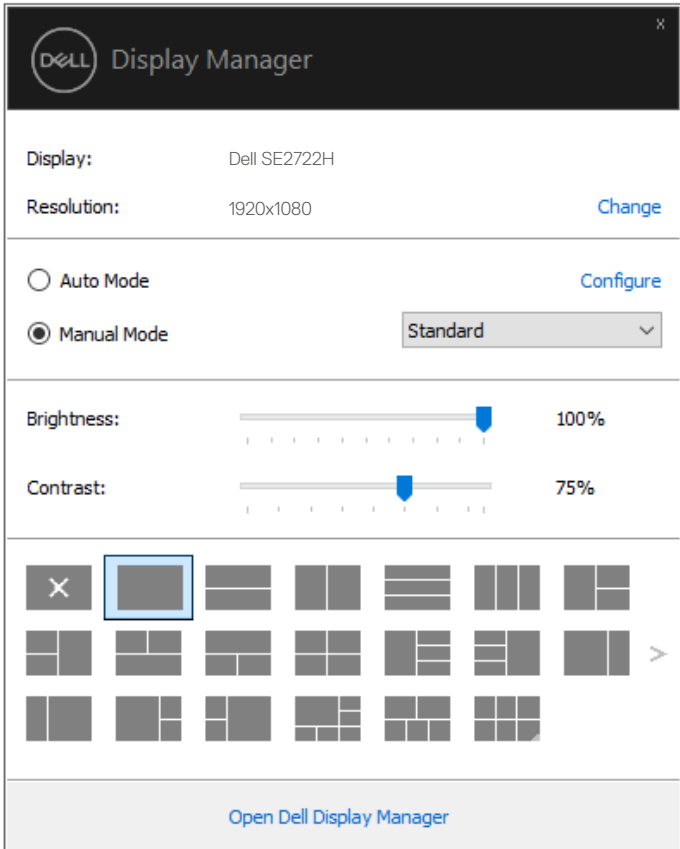 x
DELL Display Manager
Display: Dell SE2722H
Resolution: 1920x1080 Change
Auto Mode Configure
Manual Mode Standard
Brightness: 100%
Contrast: 75%
Open Dell Display Manager